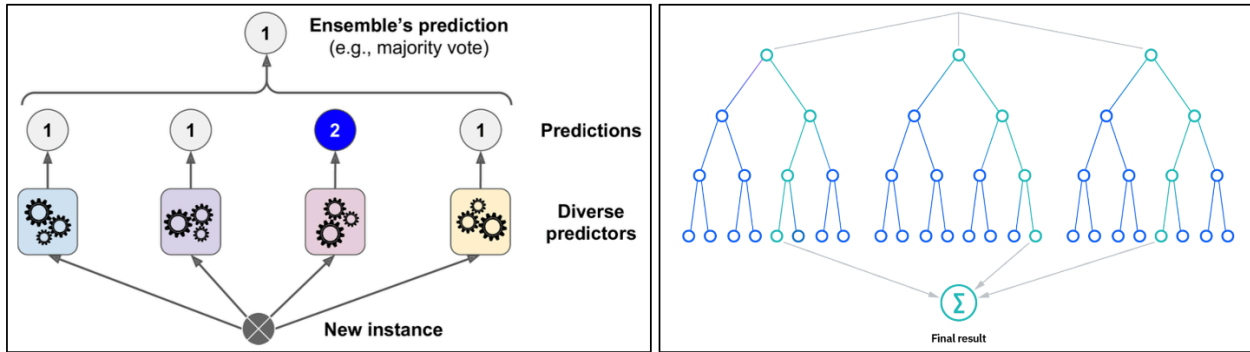 1
Ensemble's prediction
(e.g., majority vote)
1
1
2
1
Predictions
Diverse
predictors
New instance
Σ
Final result